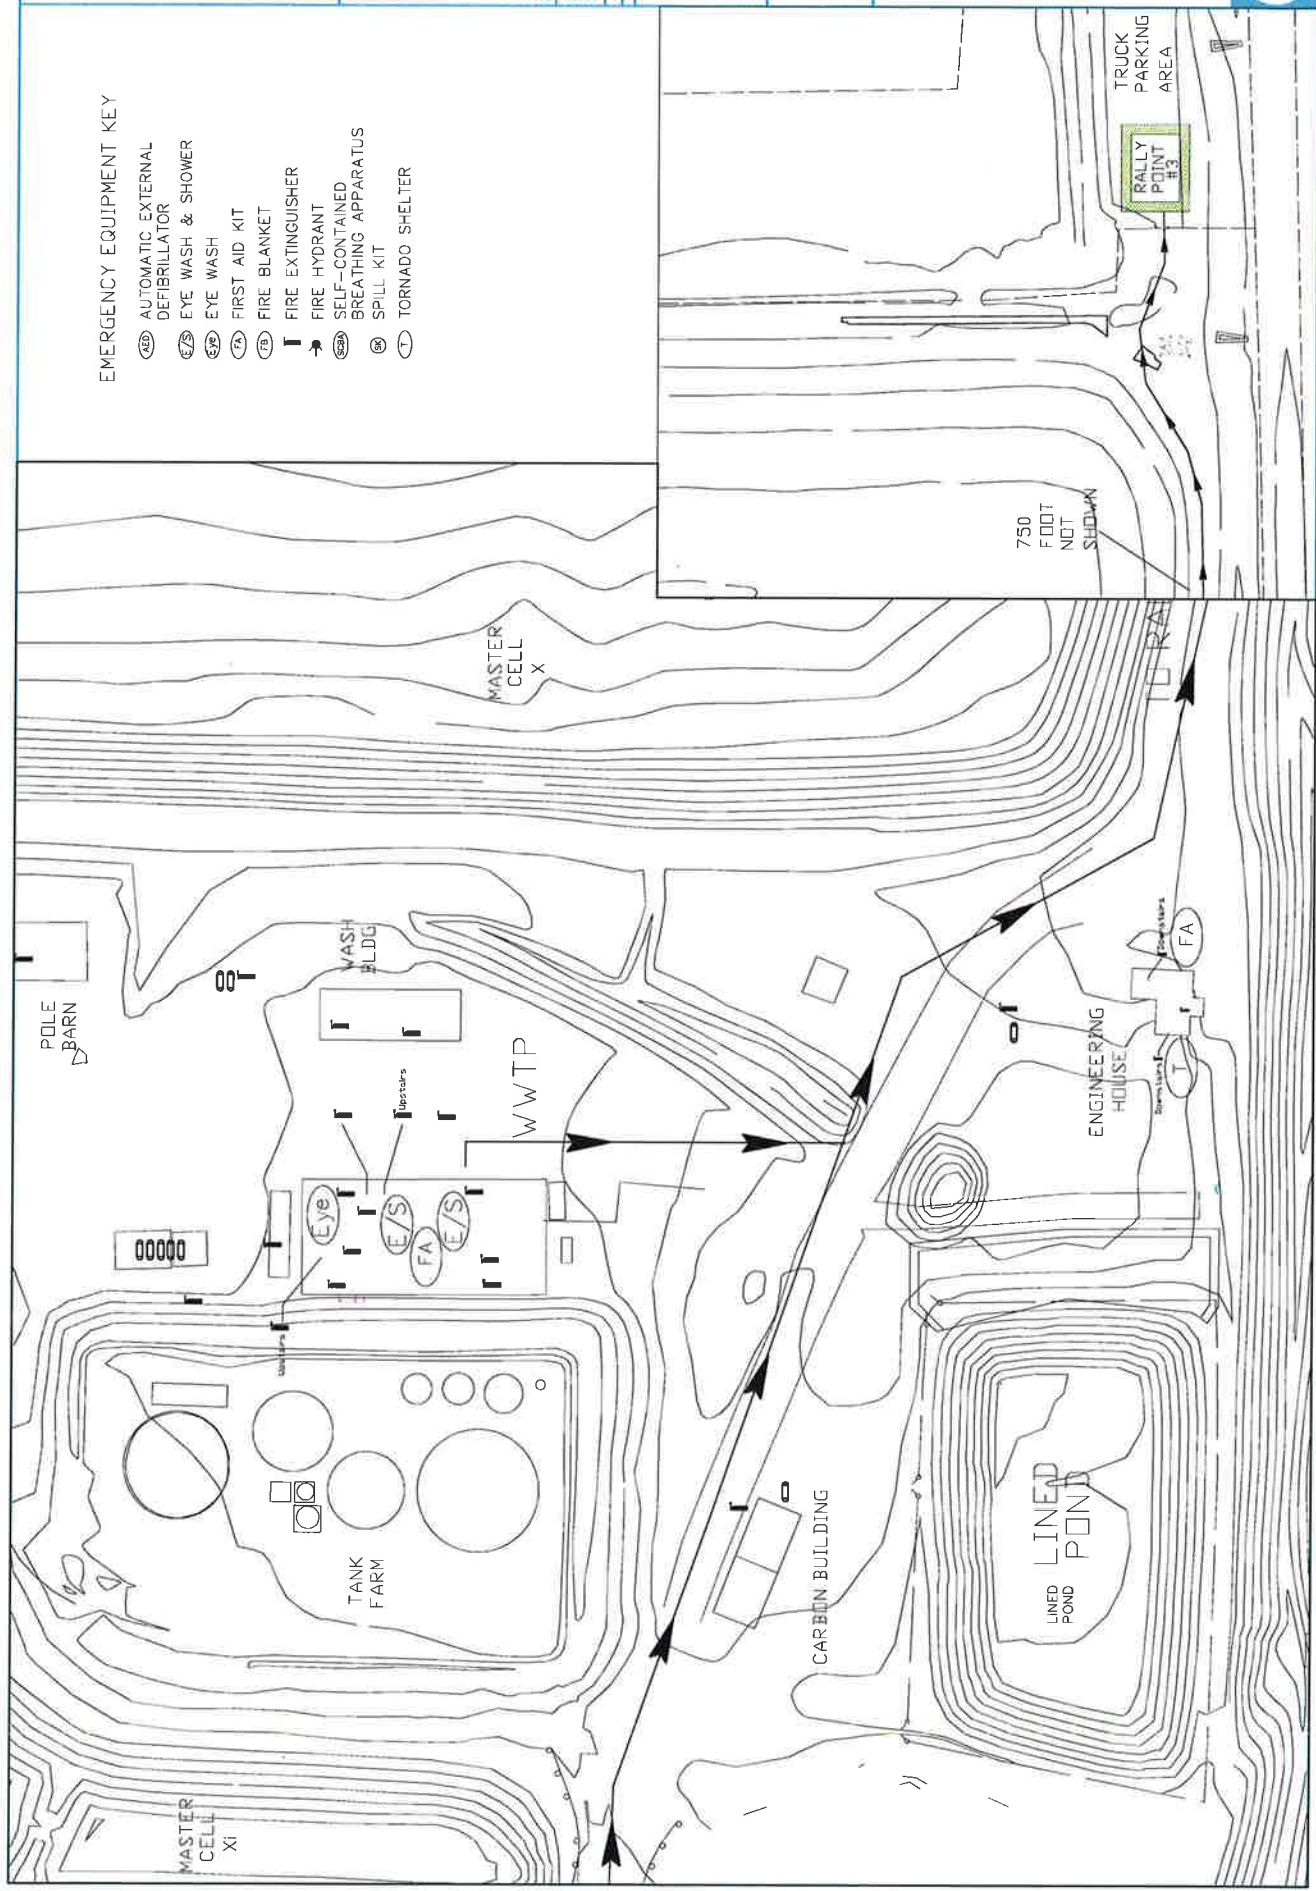 EMERGENCY EQUIPMENT KEY
AED AUTOMATIC EXTERNAL
DEFIBRILLATOR
E/S EYE WASH & SHOWER
Eye EYE WASH
FA FIRST AID KIT
FB FIRE BLANKET
FIRE EXTINGUISHER
FIRE HYDRANT
SCBA SELF-CONTAINED
BREATHING APPARATUS
SK SPILL KIT
T TORNADO SHELTER
MASTER
CELL
Xi
TANK
FARM
Upstairs
Eye
E/S
FA
E/S
Upstairs
WWTP
WASH
BLDG
POLE
BARN
MASTER
CELL
X
CARBON BUILDING
LINED
POND
LINED
POND
ENGINEERING
HOUSE
Downstairs
T
Downstairs
FA
750
FOOT
NOT
SHOWN
RALLY
POINT
#3
TRUCK
PARKING
AREA